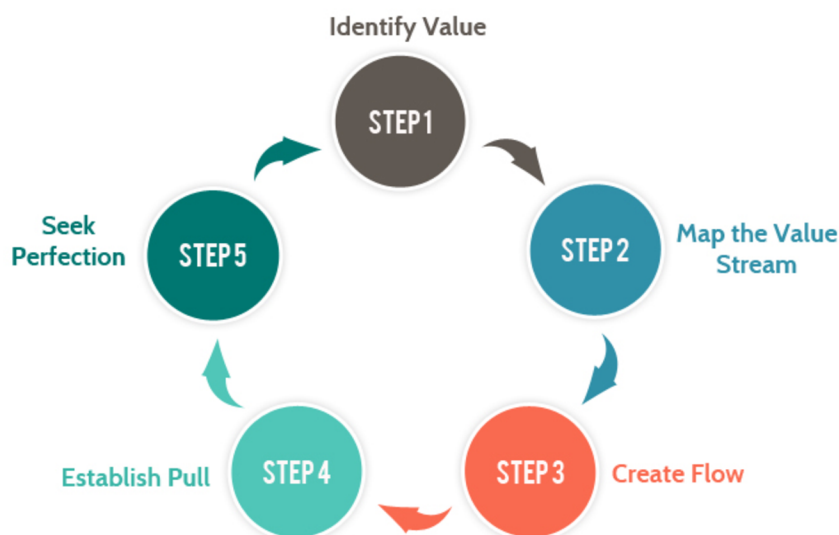 Identify Value
STEP 1
STEP 2
Map the Value
Stream
STEP 3
Create Flow
STEP 4
Establish Pull
STEP 5
Seek
Perfection